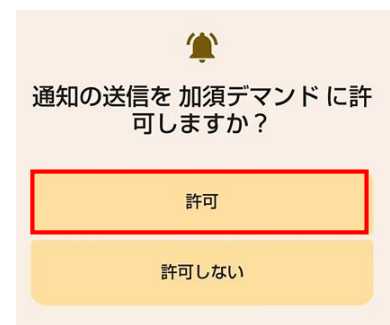 通知の送信を 加須デマンド に許
可しますか？
許可
許可しない